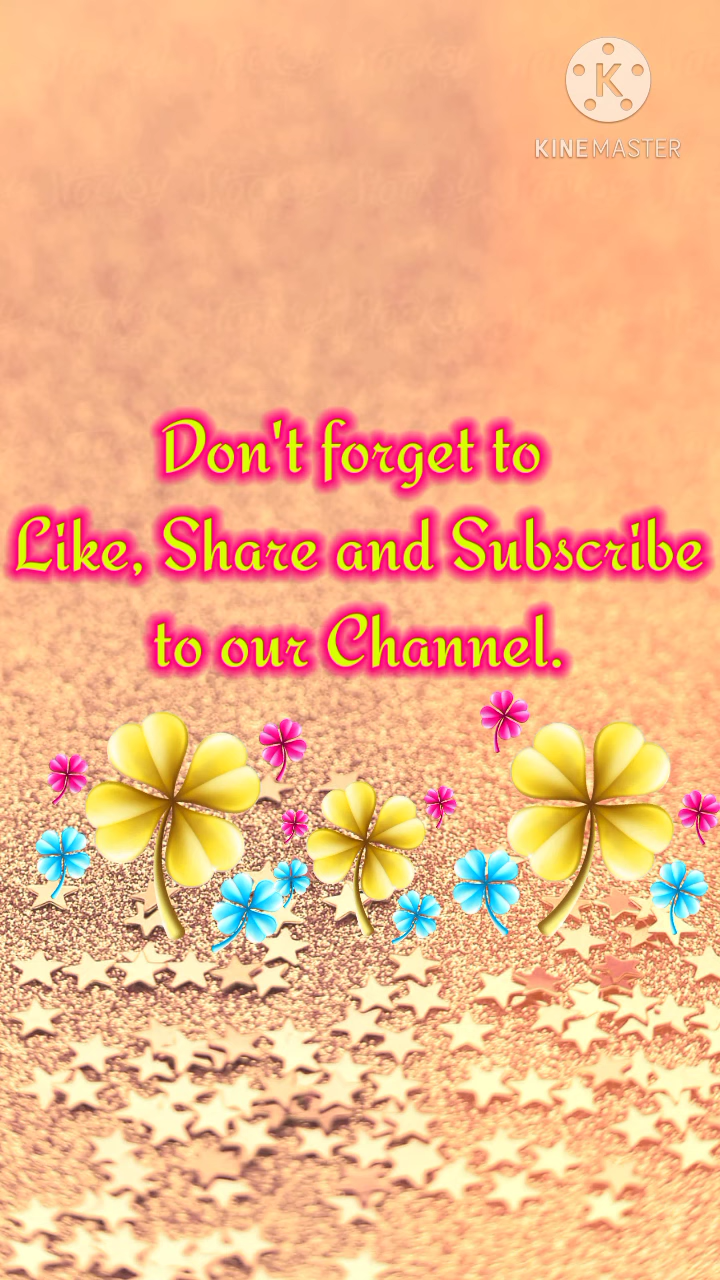 K
KINEMASTER
Don't forget to
Like, Share and Subscribe
to our Channel.